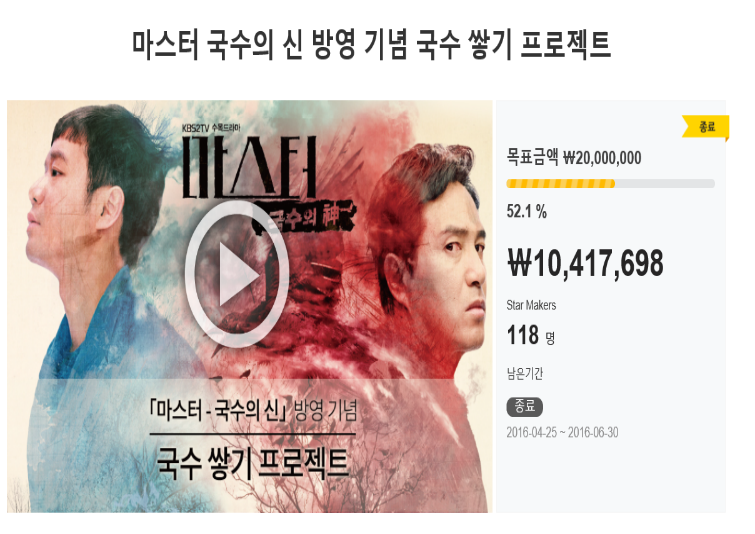 마스터 국수의 신 방영 기념 국수 쌓기 프로젝트
종료
KBS2TV 수목드라마
마스터
국수의 神
「마스터 - 국수의 신」 방영 기념
국수 쌓기 프로젝트
목표금액 ₩20,000,000
52.1 %
₩10,417,698
Star Makers
118 명
남은기간
종료
2016-04-25 ~ 2016-06-30